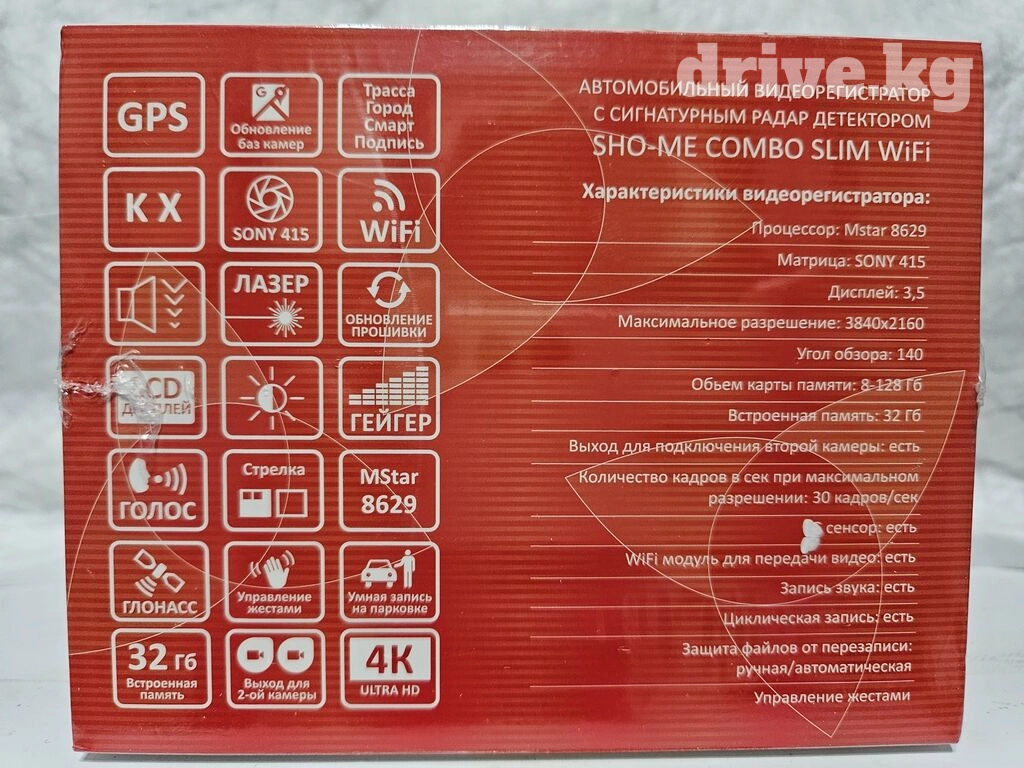 drive.kg
GPS
Обновление
баз камер
Трасса
Город
Смарт
Подпись
K X
SONY 415
WiFi
ЛАЗЕР
ОБНОВЛЕНИЕ
ПРОШИВКИ
ГЕЙГЕР
ГОЛОС
Стрелка
MStar
8629
ГЛОНАСС
Управление
жестами
Умная запись
на парковке
32 Гб
Встроенная
память
Выход для
2-ой камеры
4K
ULTRA HD
АВТОМОБИЛЬНЫЙ ВИДЕОРЕГИСТРАТОР
С СИГНАТУРНЫМ РАДАР ДЕТЕКТОРОМ
SHO-ME COMBO SLIM WiFi
Характеристики видеорегистратора:
Процессор: Mstar 8629
Матрица: SONY 415
Дисплей: 3,5
Максимальное разрешение: 3840x2160
Угол обзора: 140
Обьем карты памяти: 8-128 Гб
Встроенная память: 32 Гб
Выход для подключения второй камеры: есть
Количество кадров в сек при максимальном
разрешении: 30 кадров/сек
сенсор: есть
WiFi модуль для передачи видео: есть
Запись звука: есть
Циклическая запись: есть
Защита файлов от перезаписи:
ручная/автоматическая
Управление жестами